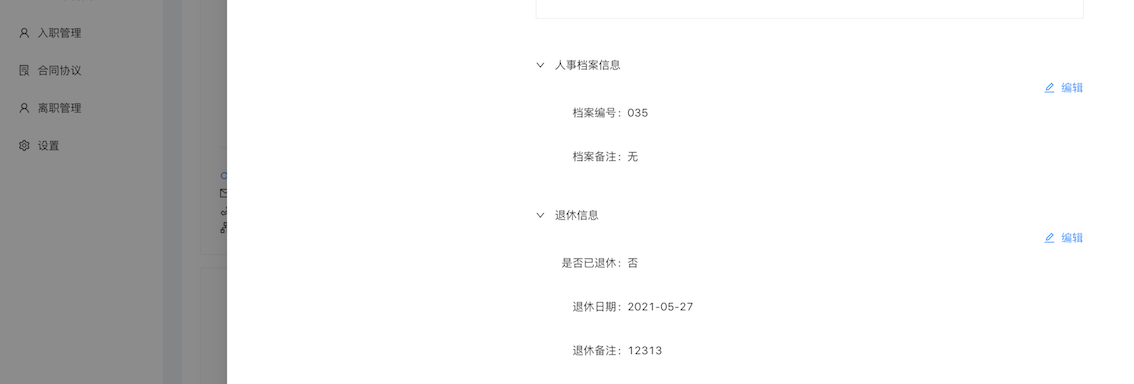 入职管理
合同协议
离职管理
设置
人事档案信息
编辑
档案编号：035
档案备注：无
退休信息
编辑
是否已退休：否
退休日期：2021-05-27
退休备注：12313